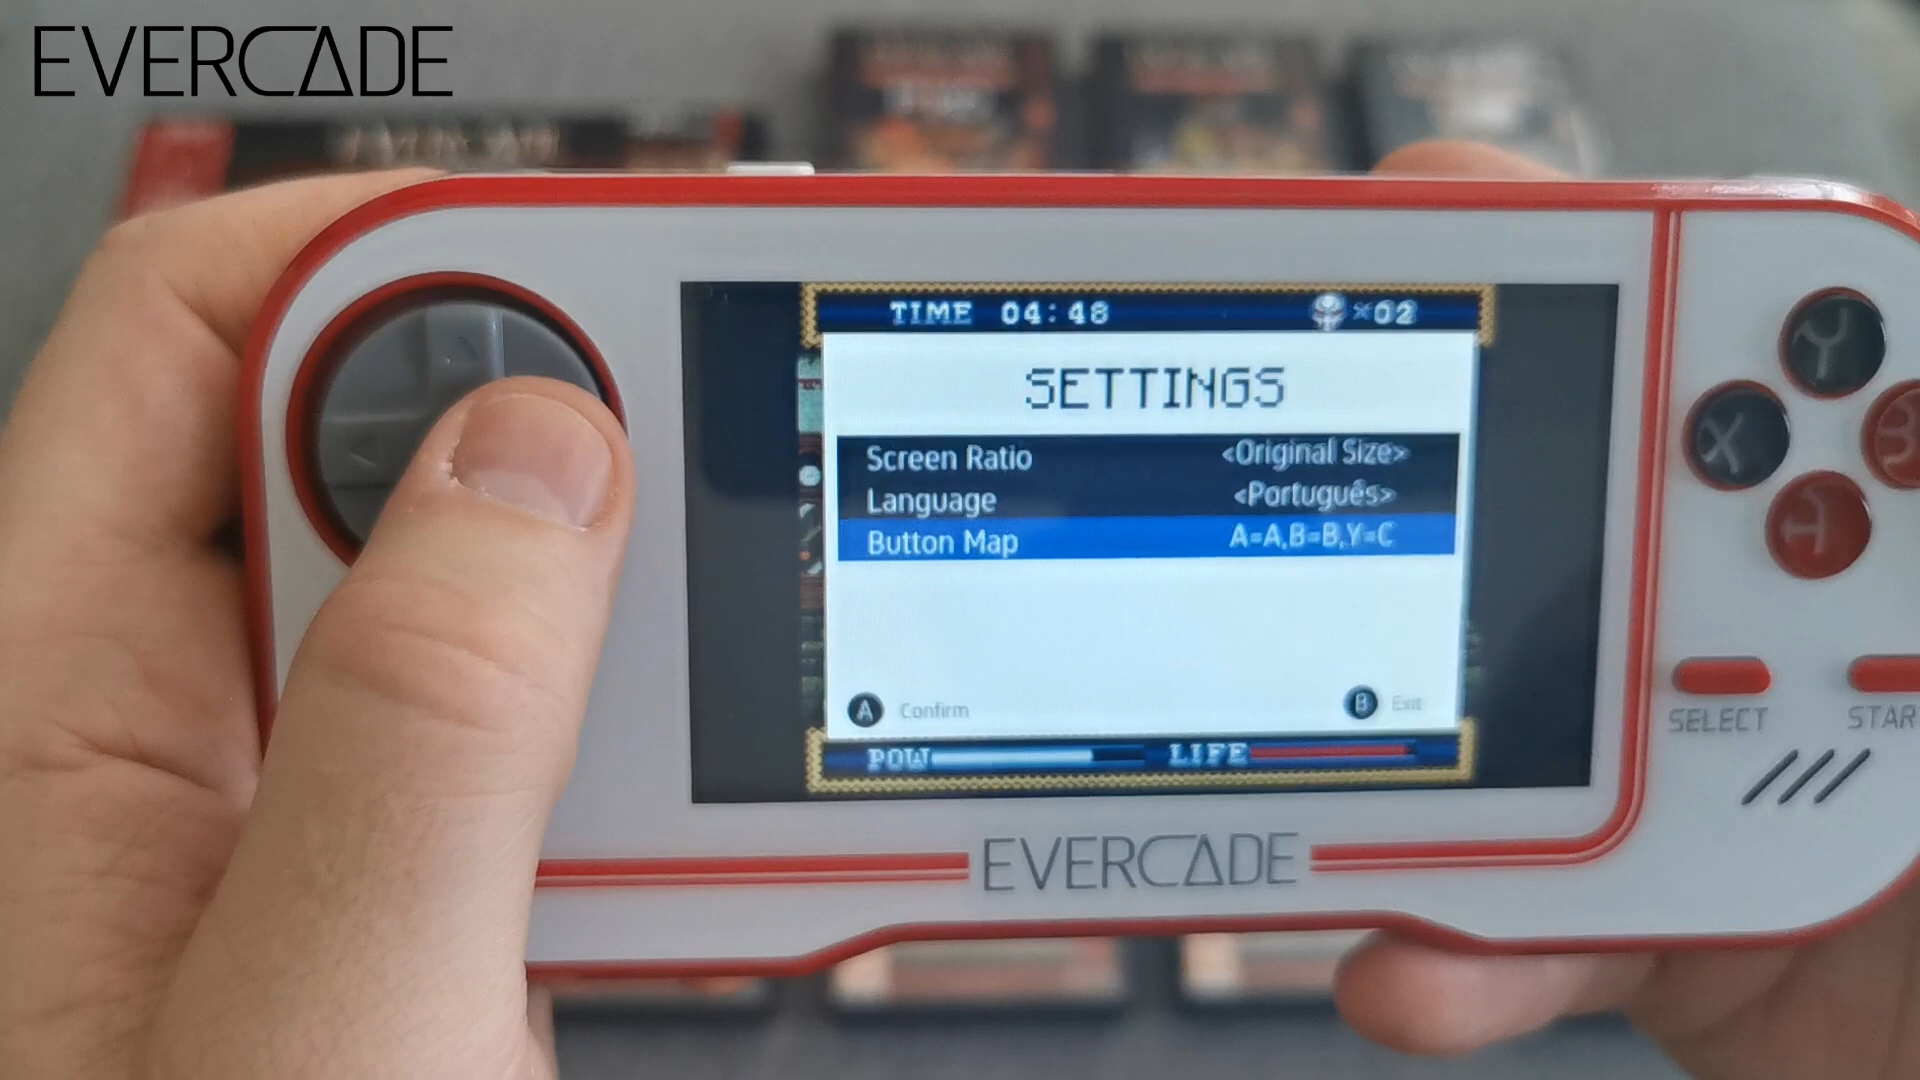 EVERCADE
TIME 04:48 ×02
SETTINGS
Screen Ratio <Original Size>
Language <Português>
Button Map A=A,B=B,Y=C
A Confirm B Exit
POW LIFE
Y
X
SELECT STAR
EVERCADE